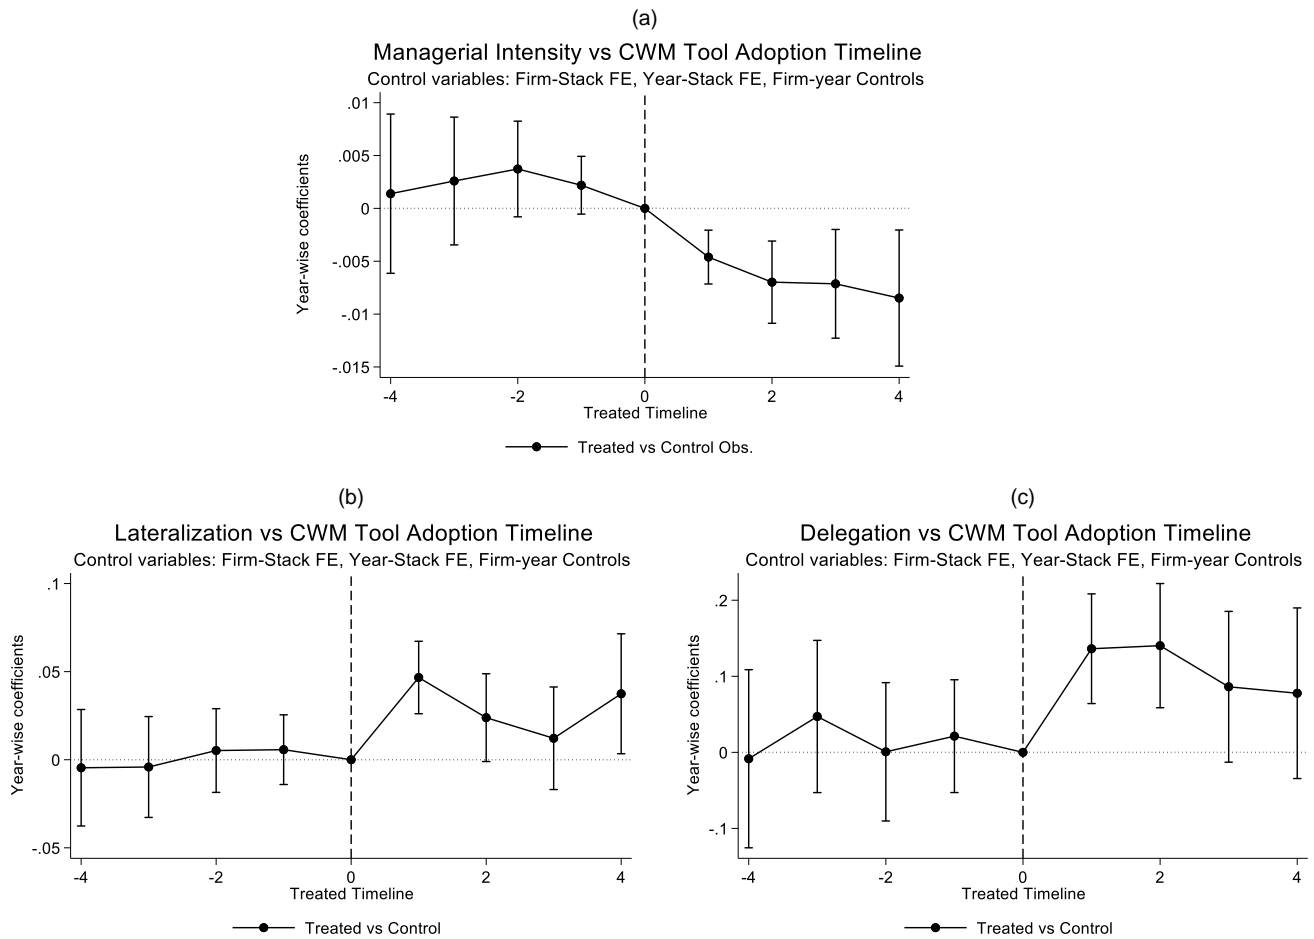 (a)
Managerial Intensity vs CWM Tool Adoption Timeline
Control variables: Firm-Stack FE, Year-Stack FE, Firm-year Controls
Year-wise coefficients
.01
.005
0
-.005
-.01
-.015
-4 -2 0 2 4
Treated Timeline
Treated vs Control Obs.
(b)
Lateralization vs CWM Tool Adoption Timeline
Control variables: Firm-Stack FE, Year-Stack FE, Firm-year Controls
Year-wise coefficients
.1
.05
0
-.05
-4 -2 0 2 4
Treated Timeline
Treated vs Control
(c)
Delegation vs CWM Tool Adoption Timeline
Control variables: Firm-Stack FE, Year-Stack FE, Firm-year Controls
Year-wise coefficients
.2
.1
0
-.1
-4 -2 0 2 4
Treated Timeline
Treated vs Control